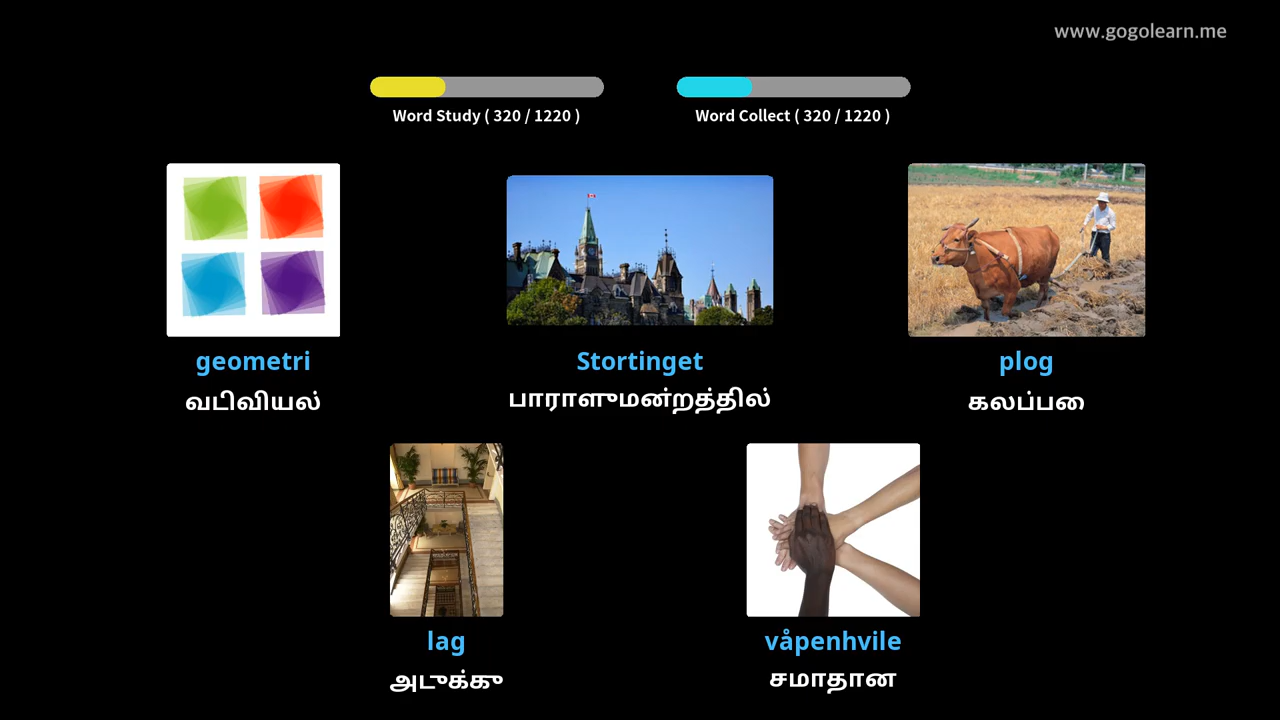 www.gogolearn.me
Word Study ( 320 / 1220 )
Word Collect ( 320 / 1220 )
geometri
வடிவியல்
Stortinget
பாராளுமன்றத்தில்
plog
கலப்பை
lag
அடுக்கு
våpenhvile
சமாதான